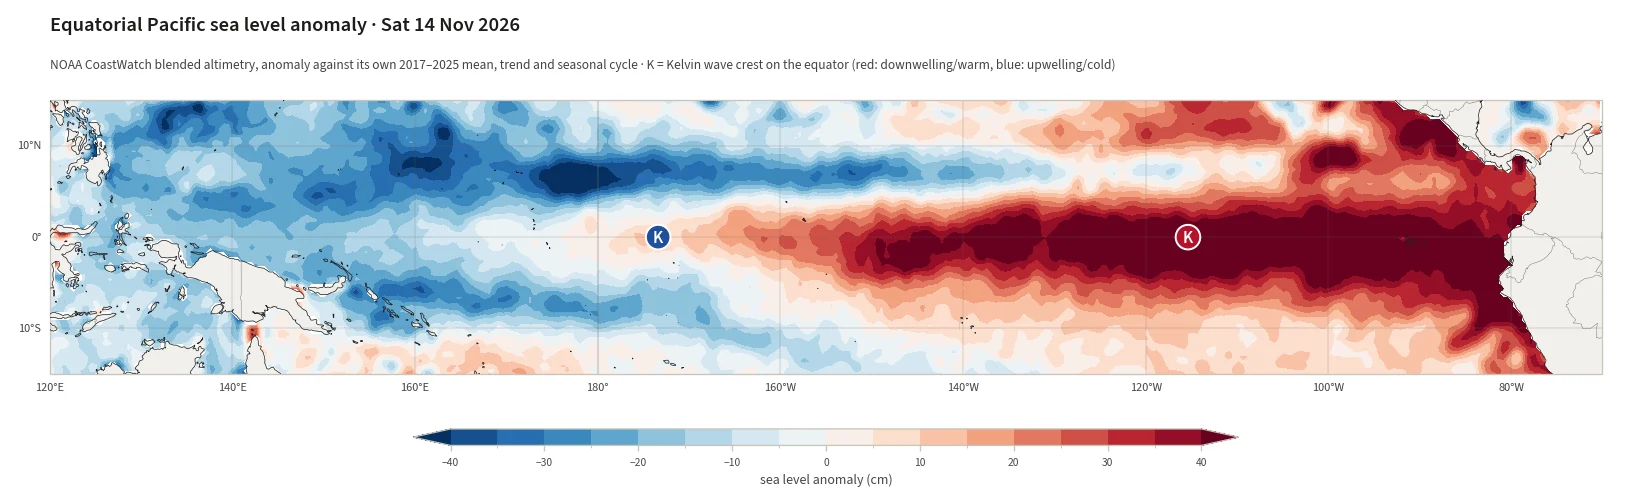 Equatorial Pacific sea level anomaly · Sat 14 Nov 2026
NOAA CoastWatch blended altimetry, anomaly against its own 2017–2025 mean, trend and seasonal cycle · K = Kelvin wave crest on the equator (red: downwelling/warm, blue: upwelling/cold)
10°N
0°
K
K
10°S
120°E 140°E 160°E 180° 160°W 140°W 120°W 100°W 80°W
−40 −30 −20 −10 0 10 20 30 40
sea level anomaly (cm)